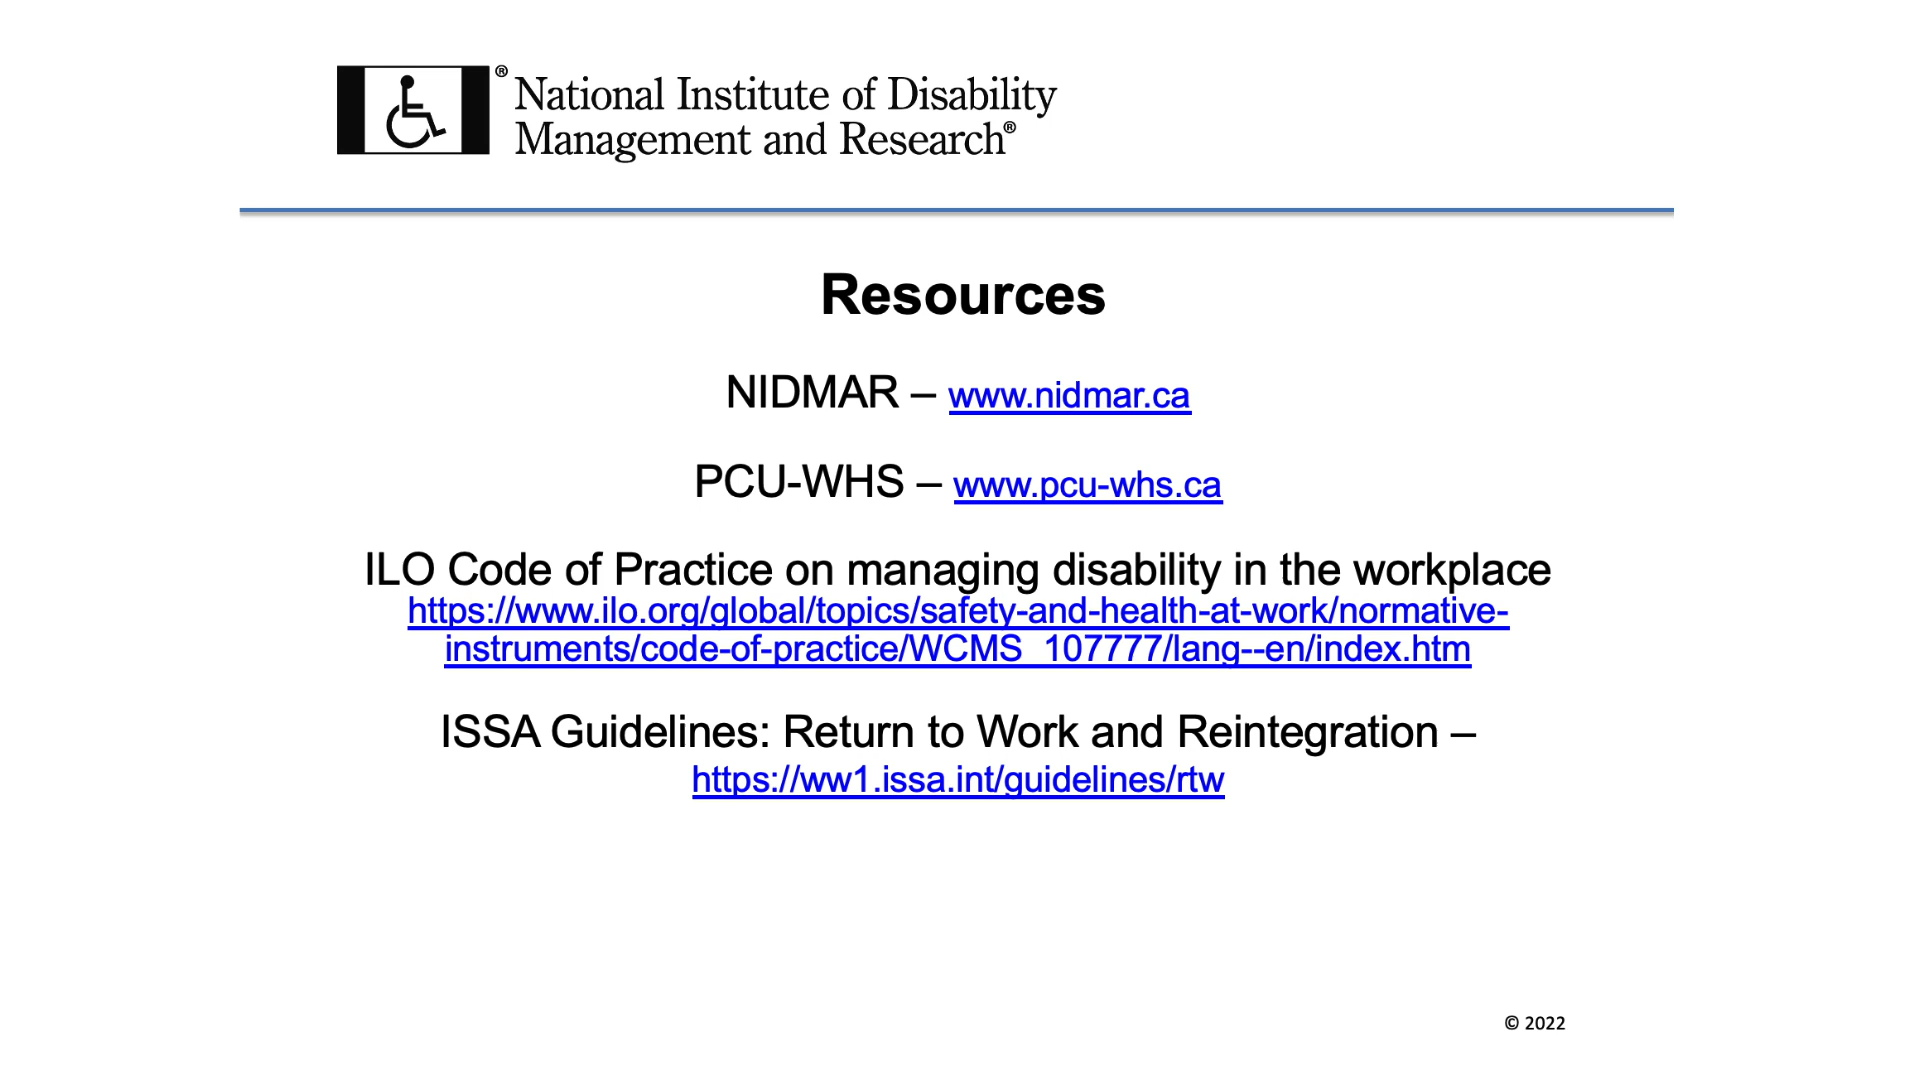 ® National Institute of Disability
Management and Research®
Resources
NIDMAR – www.nidmar.ca
PCU-WHS – www.pcu-whs.ca
ILO Code of Practice on managing disability in the workplace
https://www.ilo.org/global/topics/safety-and-health-at-work/normative-
instruments/code-of-practice/WCMS_107777/lang--en/index.htm
ISSA Guidelines: Return to Work and Reintegration –
https://ww1.issa.int/guidelines/rtw
© 2022